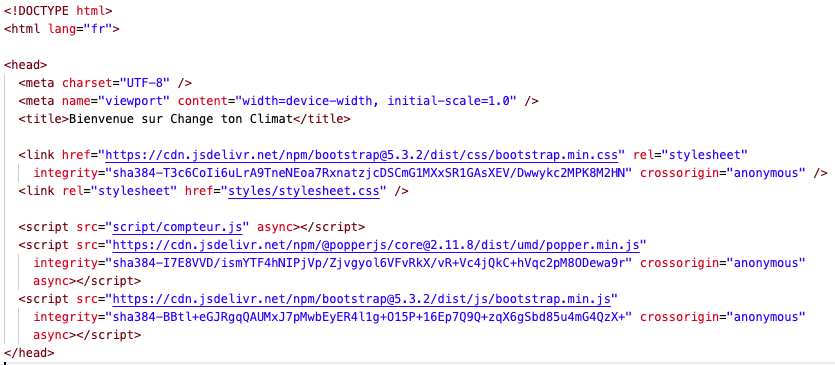 <!DOCTYPE html>
<html lang="fr">
<head>
<meta charset="UTF-8" />
<meta name="viewport" content="width=device-width, initial-scale=1.0" />
<title>Bienvenue sur Change ton Climat</title>
<link href="https://cdn.jsdelivr.net/npm/bootstrap@5.3.2/dist/css/bootstrap.min.css" rel="stylesheet"
integrity="sha384-T3c6CoIi6uLrA9TneNEoa7RxnatzjcDSCmG1MXxSR1GAsXEV/Dwwykc2MPK8M2HN" crossorigin="anonymous" />
<link rel="stylesheet" href="styles/stylesheet.css" />
<script src="script/compteur.js" async></script>
<script src="https://cdn.jsdelivr.net/npm/@popperjs/core@2.11.8/dist/umd/popper.min.js"
integrity="sha384-I7E8VVD/ismYTF4hNIPjVp/Zjvgyol6VFvRkX/vR+Vc4jQkC+hVqc2pM8ODewa9r" crossorigin="anonymous"
async></script>
<script src="https://cdn.jsdelivr.net/npm/bootstrap@5.3.2/dist/js/bootstrap.min.js"
integrity="sha384-BBtl+eGJRgqQAUMxJ7pMwbEyER4l1g+O15P+16Ep7Q9Q+zqX6gSbd85u4mG4QzX+" crossorigin="anonymous"
async></script>
</head>